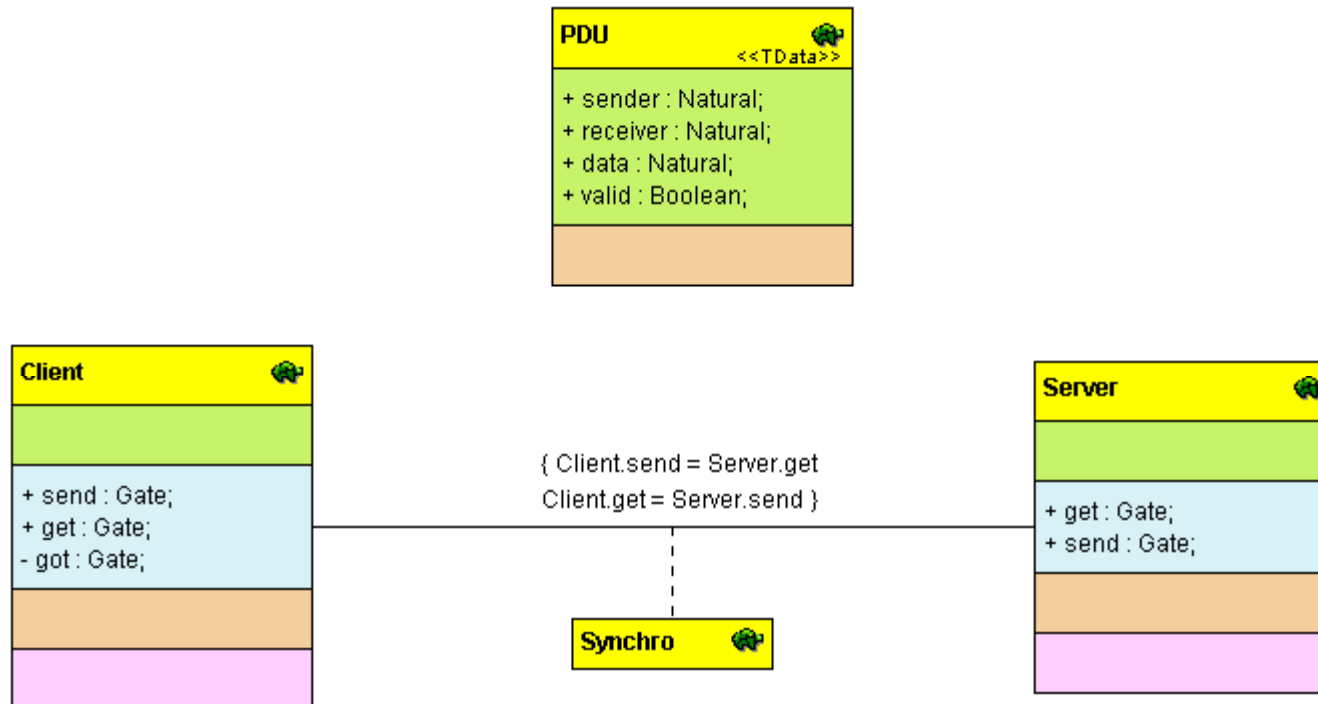 PDU
<<TData>>
+ sender : Natural;
+ receiver : Natural;
+ data : Natural;
+ valid : Boolean;
Client
+ send : Gate;
+ get : Gate;
- got : Gate;
{ Client.send = Server.get
Client.get = Server.send }
Synchro
Server
+ get : Gate;
+ send : Gate;